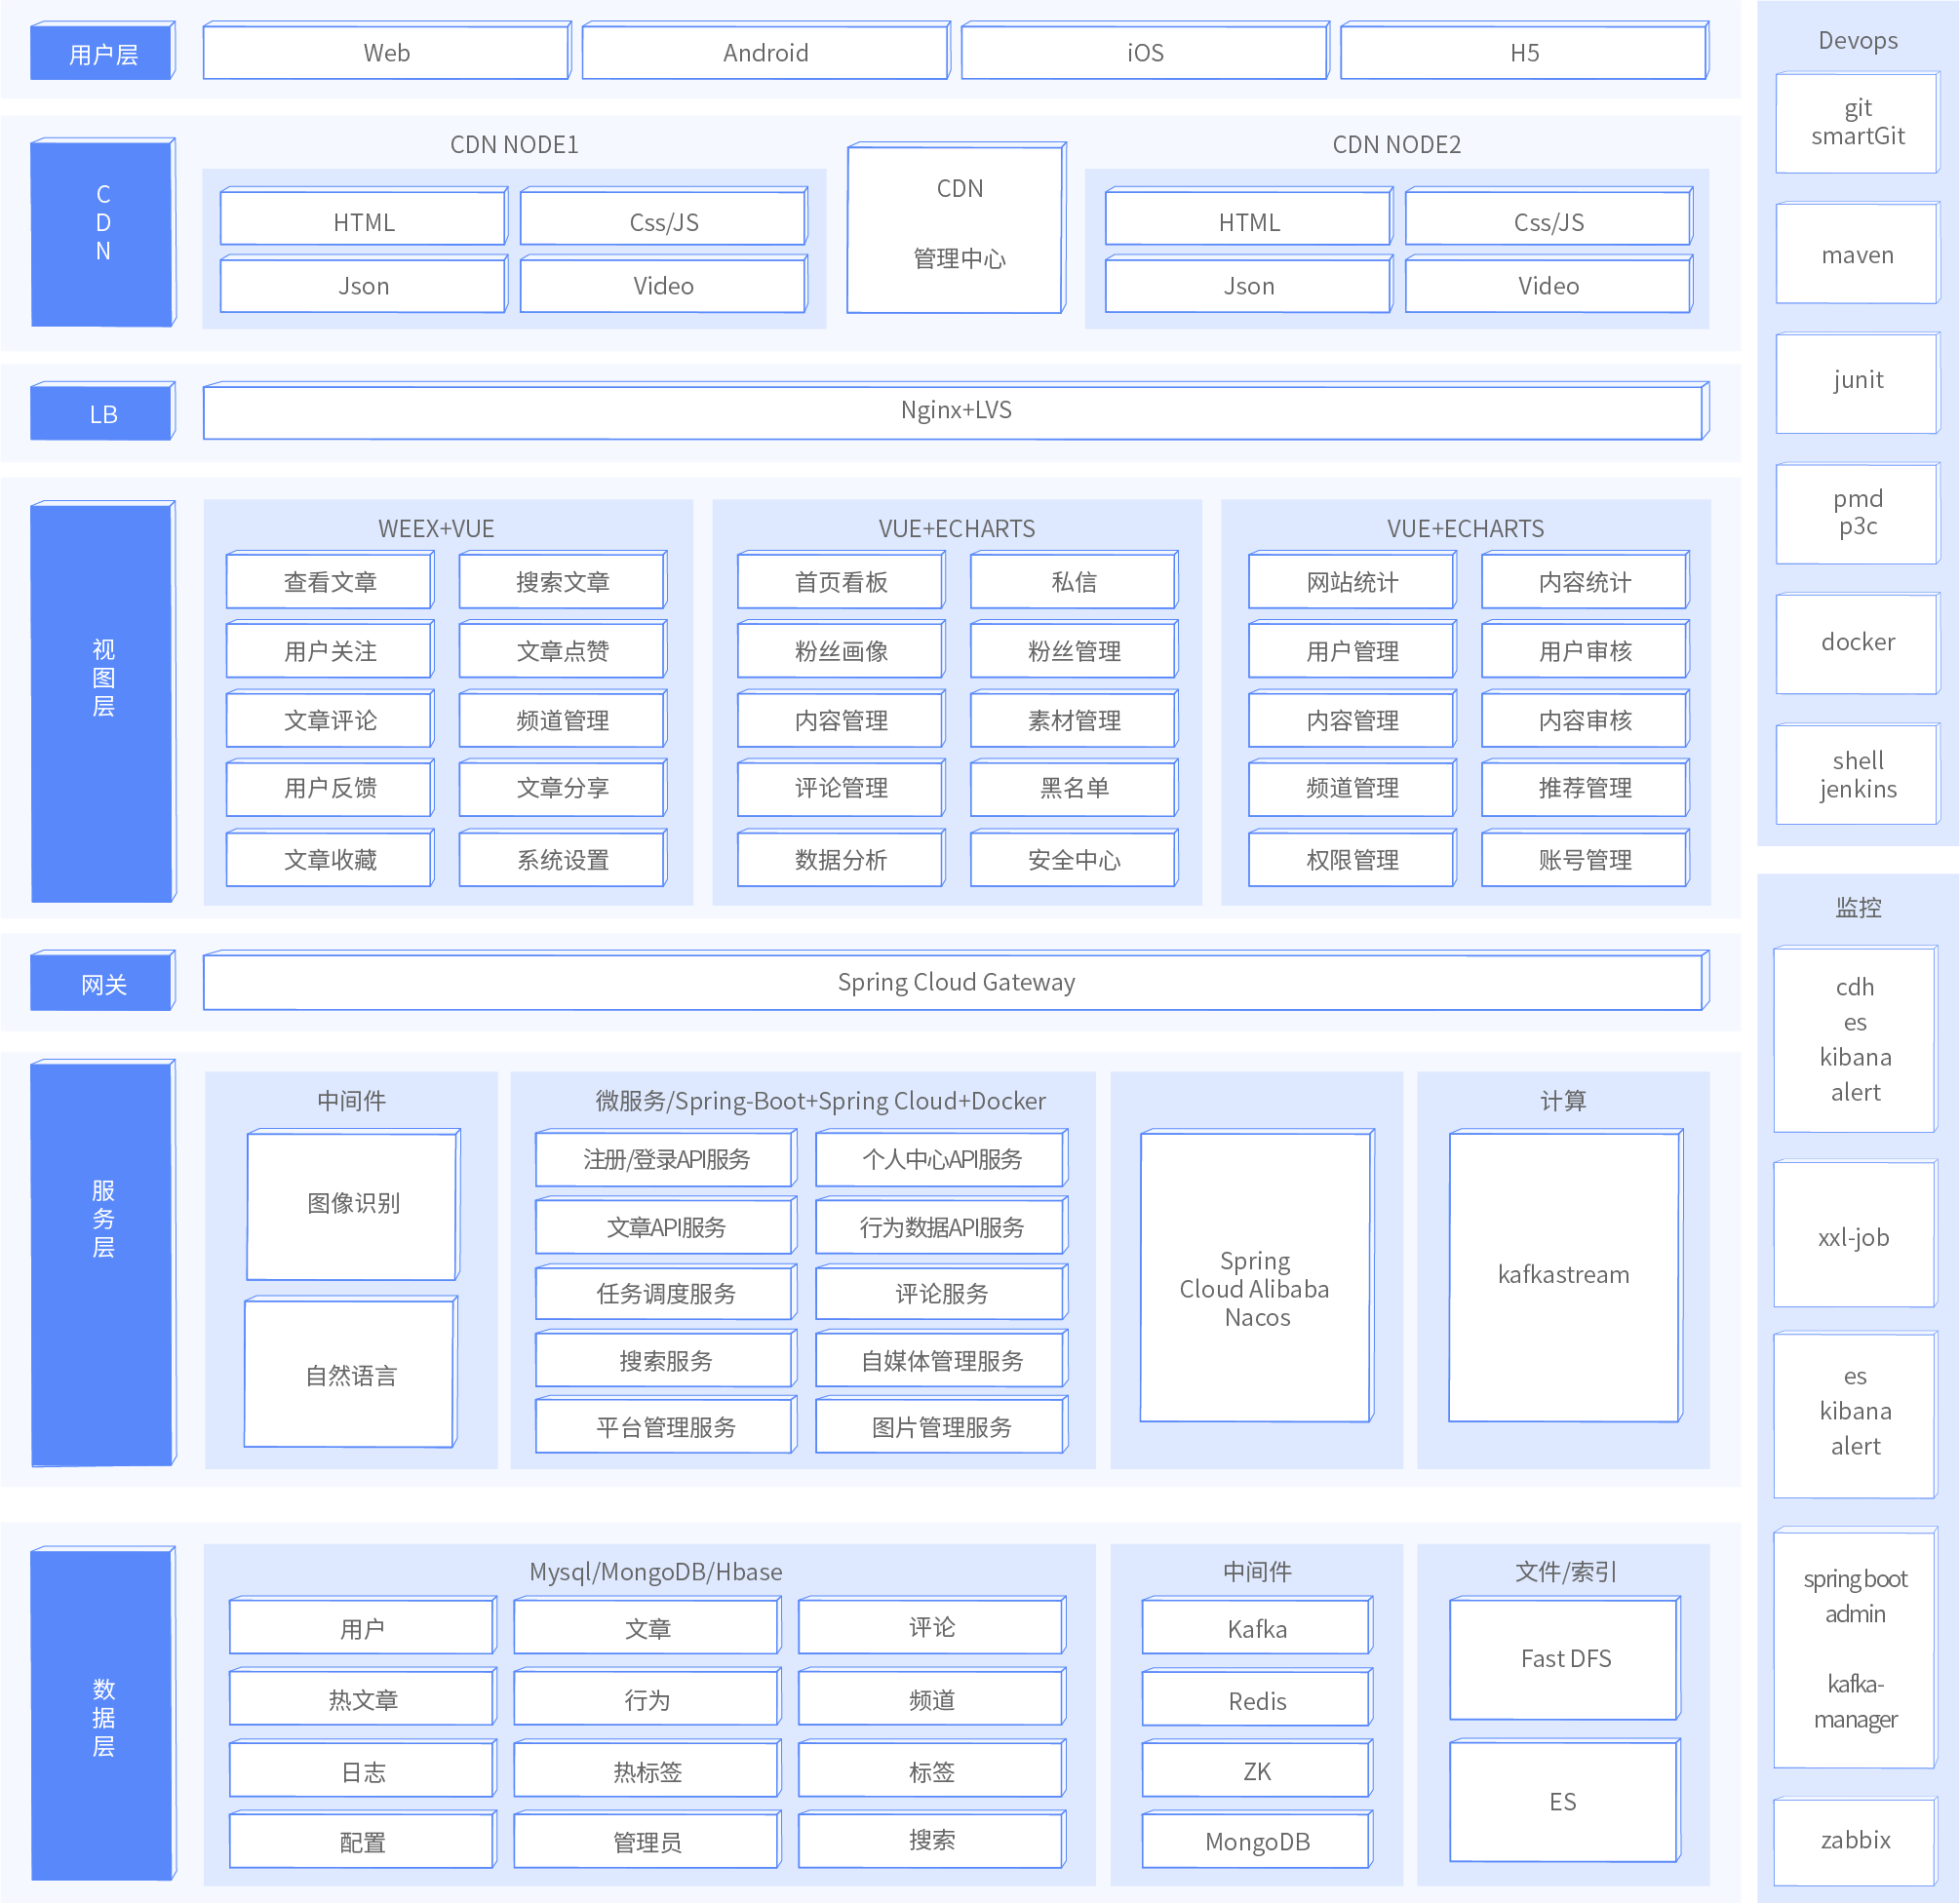 用户层
Web
Android
iOS
H5
C
D
N
CDN NODE1
HTML
Css/JS
Json
Video
CDN
管理中心
CDN NODE2
HTML
Css/JS
Json
Video
LB
Nginx+LVS
视
图
层
WEEX+VUE
查看文章
搜索文章
用户关注
文章点赞
文章评论
频道管理
用户反馈
文章分享
文章收藏
系统设置
VUE+ECHARTS
首页看板
私信
粉丝画像
粉丝管理
内容管理
素材管理
评论管理
黑名单
数据分析
安全中心
VUE+ECHARTS
网站统计
内容统计
用户管理
用户审核
内容管理
内容审核
频道管理
推荐管理
权限管理
账号管理
网关
Spring Cloud Gateway
服
务
层
中间件
图像识别
自然语言
微服务/Spring-Boot+Spring Cloud+Docker
注册/登录API服务
个人中心API服务
文章API服务
行为数据API服务
任务调度服务
评论服务
搜索服务
自媒体管理服务
平台管理服务
图片管理服务
Spring
Cloud Alibaba
Nacos
计算
kafkastream
数
据
层
Mysql/MongoDB/Hbase
用户
文章
评论
热文章
行为
频道
日志
热标签
标签
配置
管理员
搜索
中间件
Kafka
Redis
ZK
MongoDB
文件/索引
Fast DFS
ES
Devops
git
smartGit
maven
junit
pmd
p3c
docker
shell
jenkins
监控
cdh
es
kibana
alert
xxl-job
es
kibana
alert
spring boot
admin
kafka-
manager
zabbix